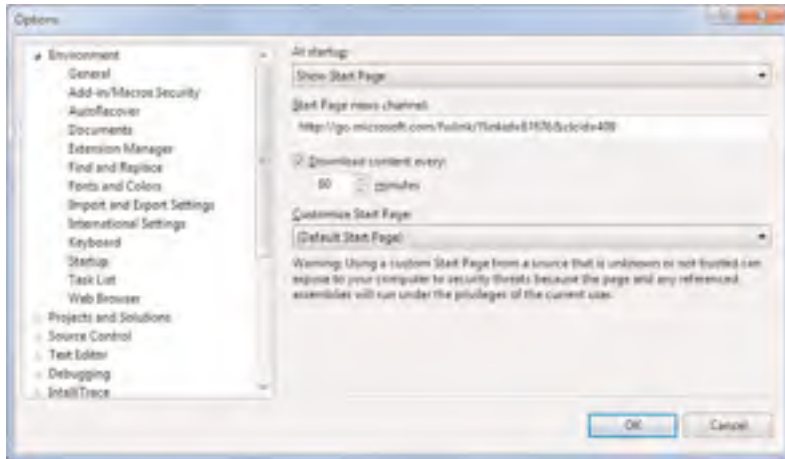 Options
Environment
General
Add-in/Macros Security
AutoRecover
Documents
Extension Manager
Find and Replace
Fonts and Colors
Import and Export Settings
International Settings
Keyboard
Startup
Task List
Web Browser
Projects and Solutions
Source Control
Text Editor
Debugging
IntelliTrace
At startup:
Show Start Page
Start Page news channel:
Download content every:
60 minutes
Customize Start Page:
(Default Start Page)
Warning: Using a custom Start Page from a source that is unknown or not trusted can
expose to your computer to security threats because the page and any referenced
assemblies will run under the privileges of the current user.
OK Cancel